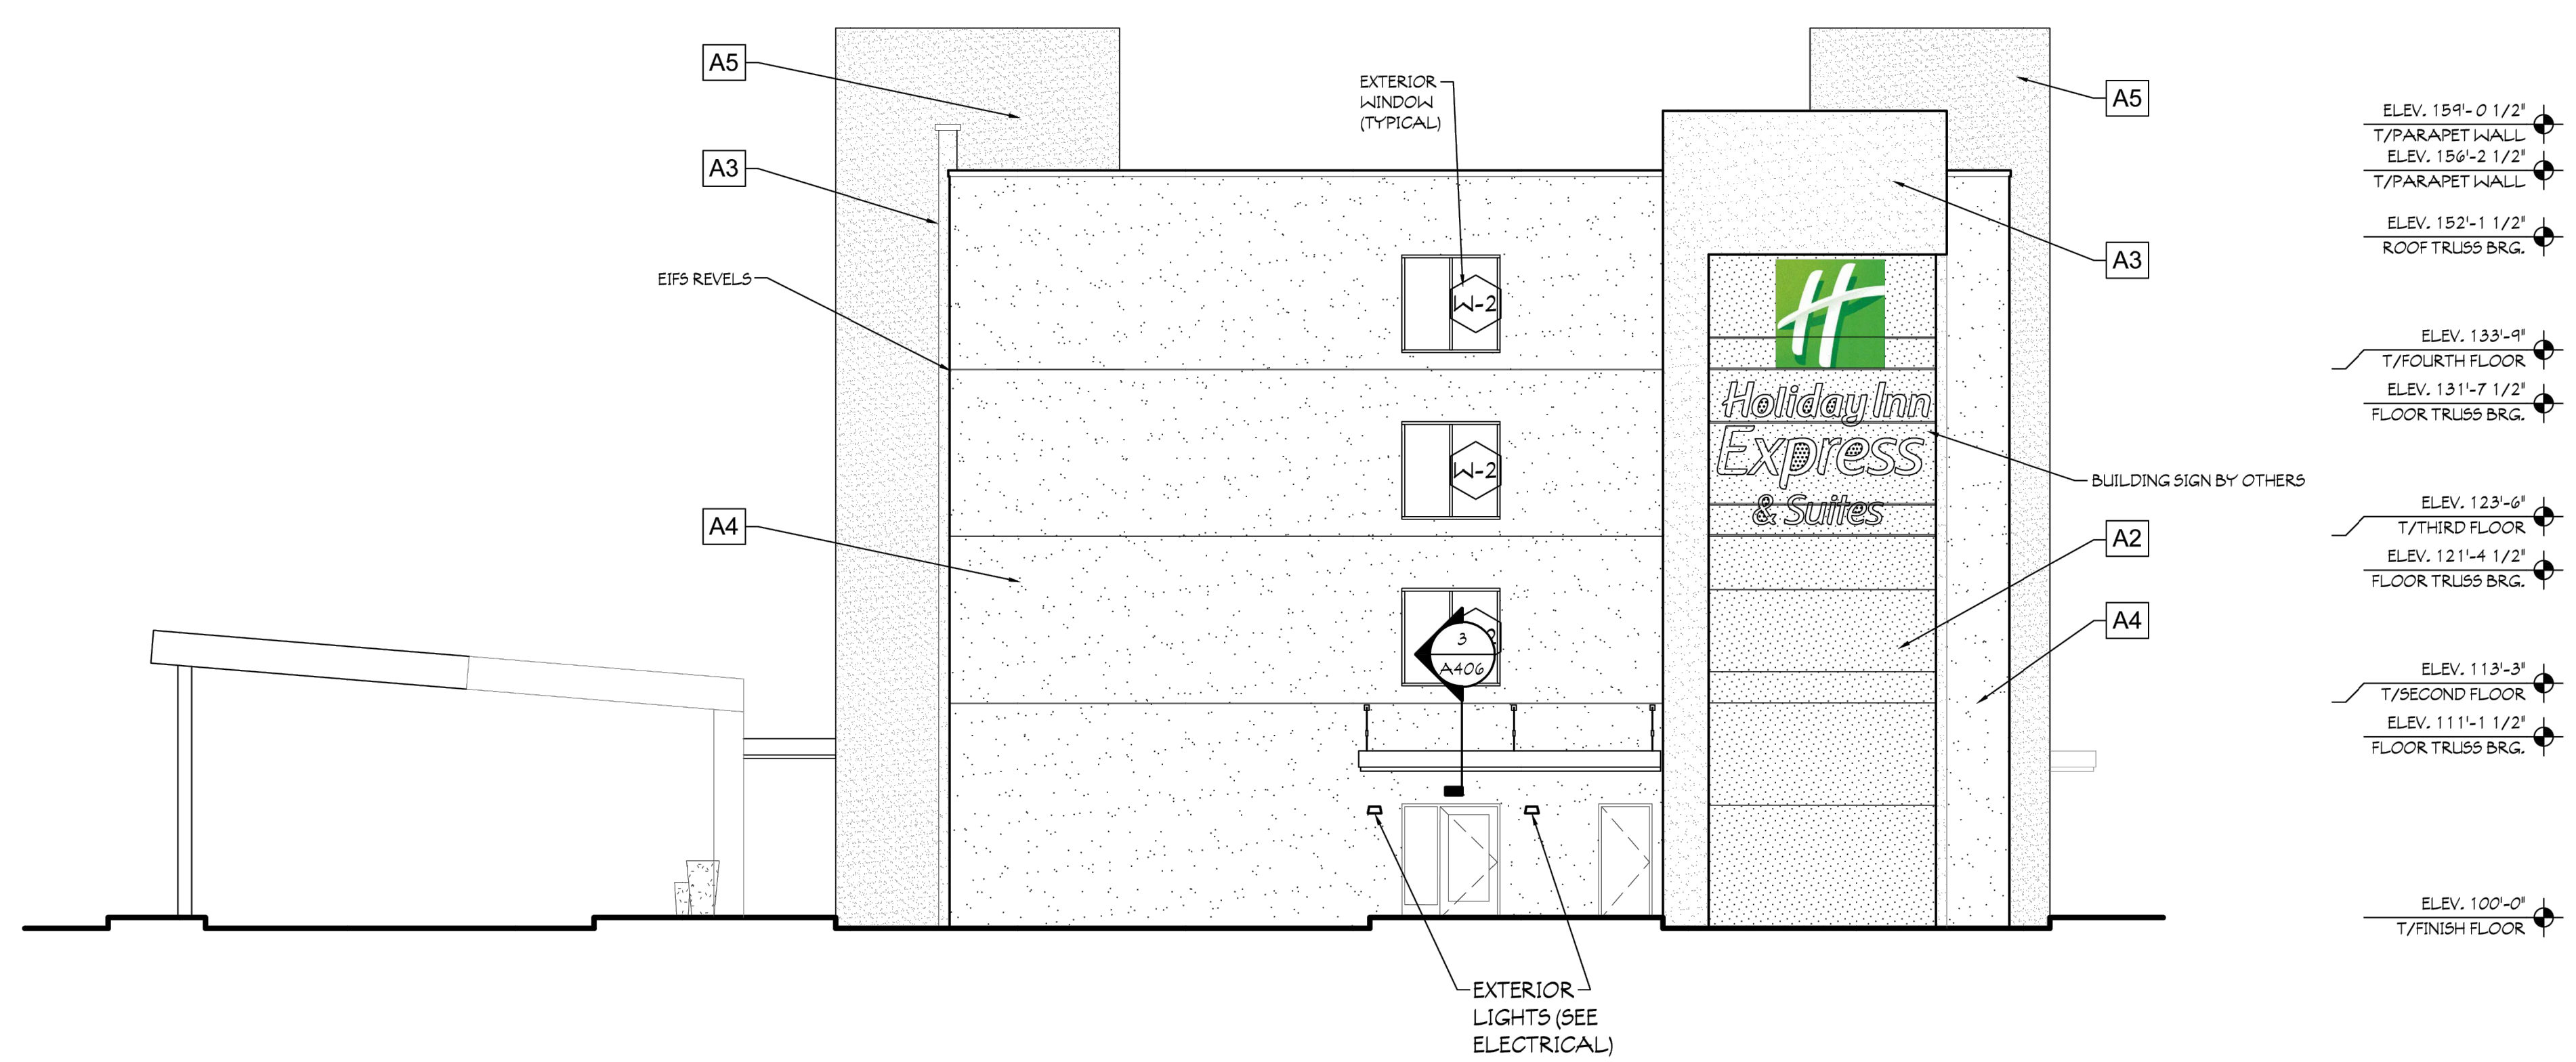 A5
A3
EIFS REVELS
A4
EXTERIOR
WINDOW
(TYPICAL)
W-2
W-2
2
3
A406
Holiday Inn
Express
& Suites
A5
A3
BUILDING SIGN BY OTHERS
A2
A4
EXTERIOR
LIGHTS (SEE
ELECTRICAL)
ELEV. 159'-0 1/2"
T/PARAPET WALL
ELEV. 156'-2 1/2"
T/PARAPET WALL
ELEV. 152'-1 1/2"
ROOF TRUSS BRG.
ELEV. 133'-9"
T/FOURTH FLOOR
ELEV. 131'-7 1/2"
FLOOR TRUSS BRG.
ELEV. 123'-6"
T/THIRD FLOOR
ELEV. 121'-4 1/2"
FLOOR TRUSS BRG.
ELEV. 113'-3"
T/SECOND FLOOR
ELEV. 111'-1 1/2"
FLOOR TRUSS BRG.
ELEV. 100'-0"
T/FINISH FLOOR